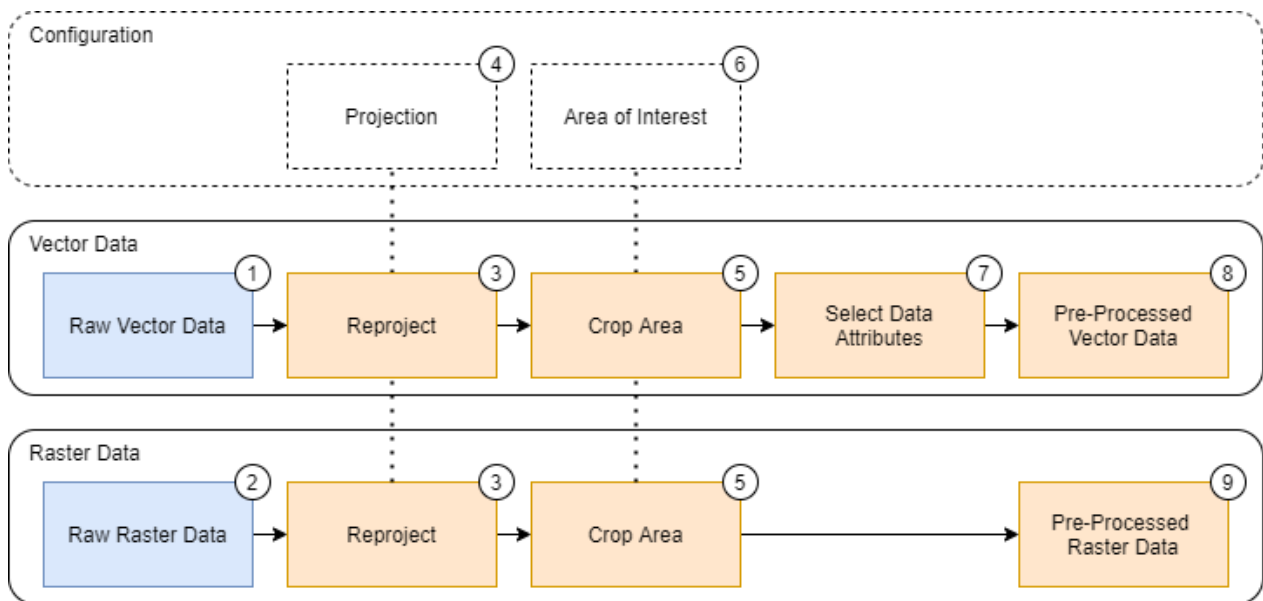 Configuration
4
6
Projection
Area of Interest
Vector Data
1
3
5
7
8
Raw Vector Data
Reproject
Crop Area
Select Data
Attributes
Pre-Processed
Vector Data
Raster Data
2
3
5
9
Raw Raster Data
Reproject
Crop Area
Pre-Processed
Raster Data